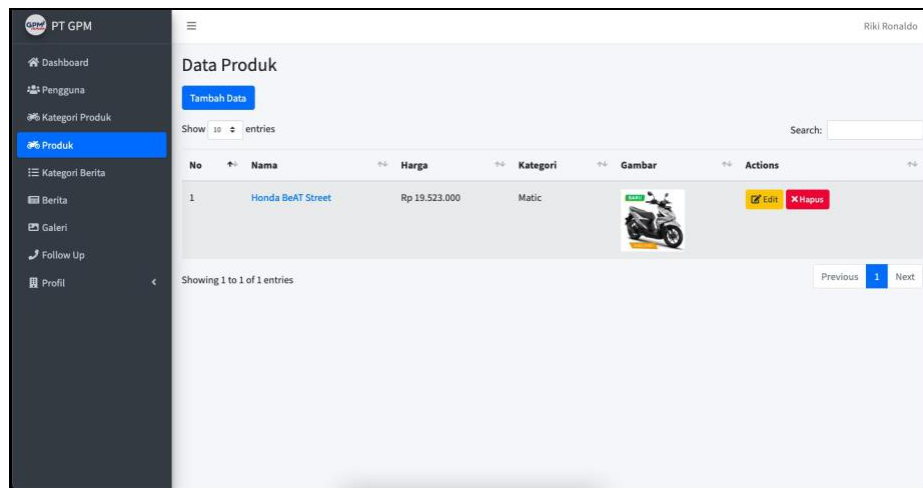 GPM PT GPM
Riki Ronaldo
Dashboard
Pengguna
Kategori Produk
Produk
Kategori Berita
Berita
Galeri
Follow Up
Profil
Data Produk
Tambah Data
Show 10 entries
Search:
No Nama Harga Kategori Gambar Actions
1 Honda BeAT Street Rp 19.523.000 Matic BARU Edit Hapus
Showing 1 to 1 of 1 entries
Previous 1 Next